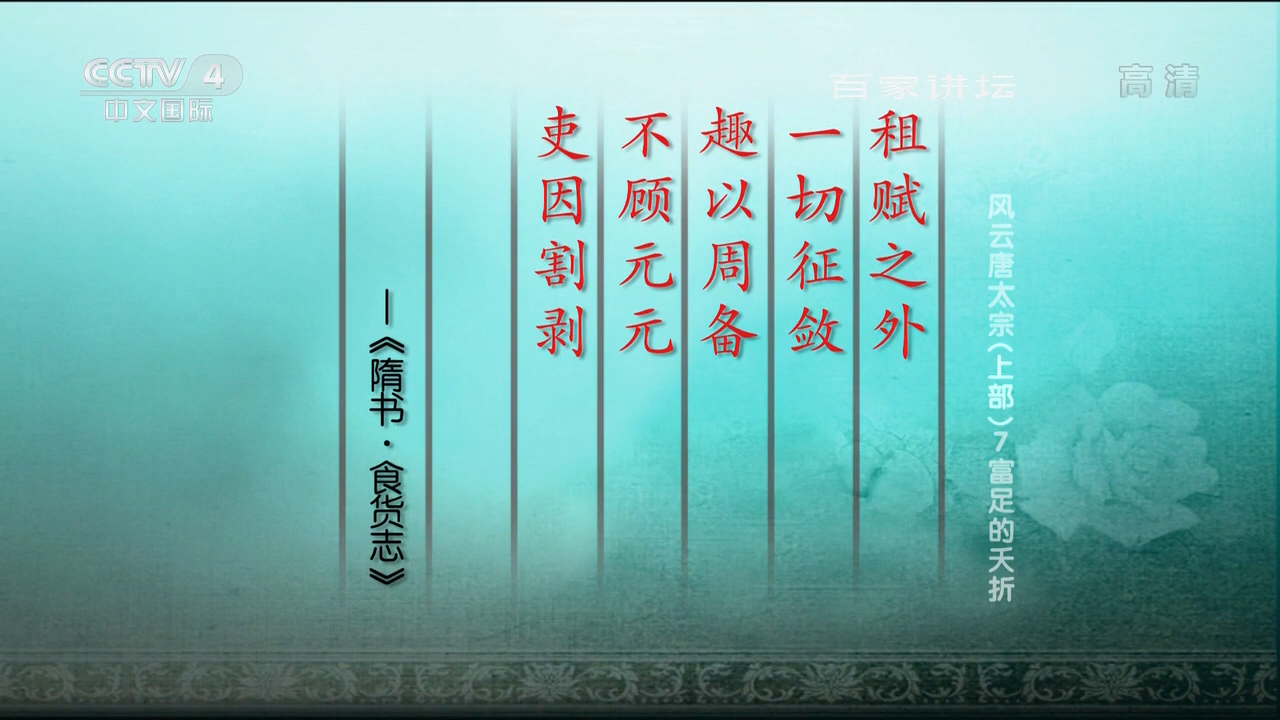 CCTV 4
中文国际
百家讲坛
高清
风云唐太宗(上部)7富足的夭折
租赋之外
一切征敛
趣以周备
不顾元元
吏因割剥
—《隋书·食货志》